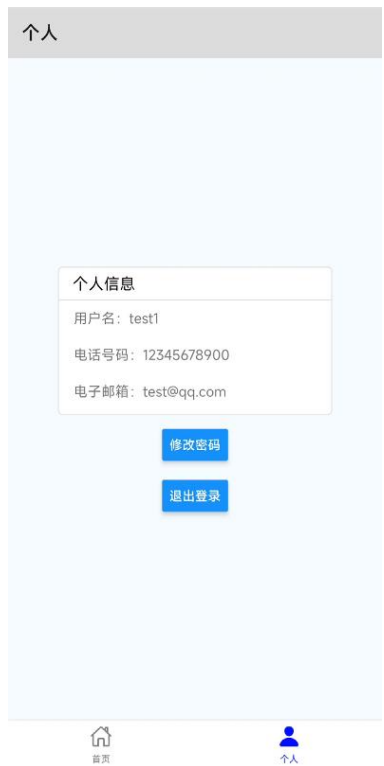 个人
个人信息
用户名：test1
电话号码：12345678900
电子邮箱：test@qq.com
修改密码
退出登录
首页
个人